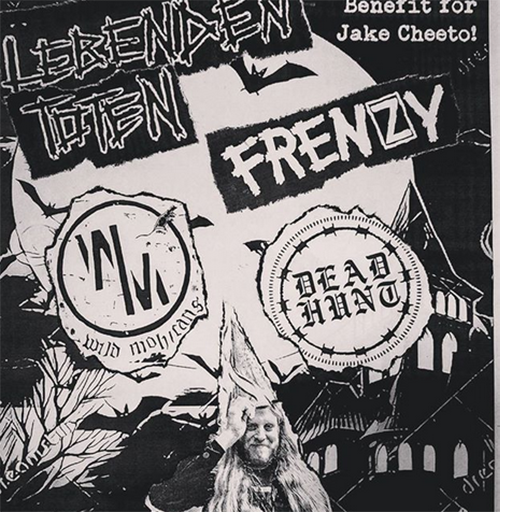 Benefit for
Jake Cheeto!
LEBENDEN
TOTEN
FRENZY
WM
wild mohicans
DEAD
HUNT